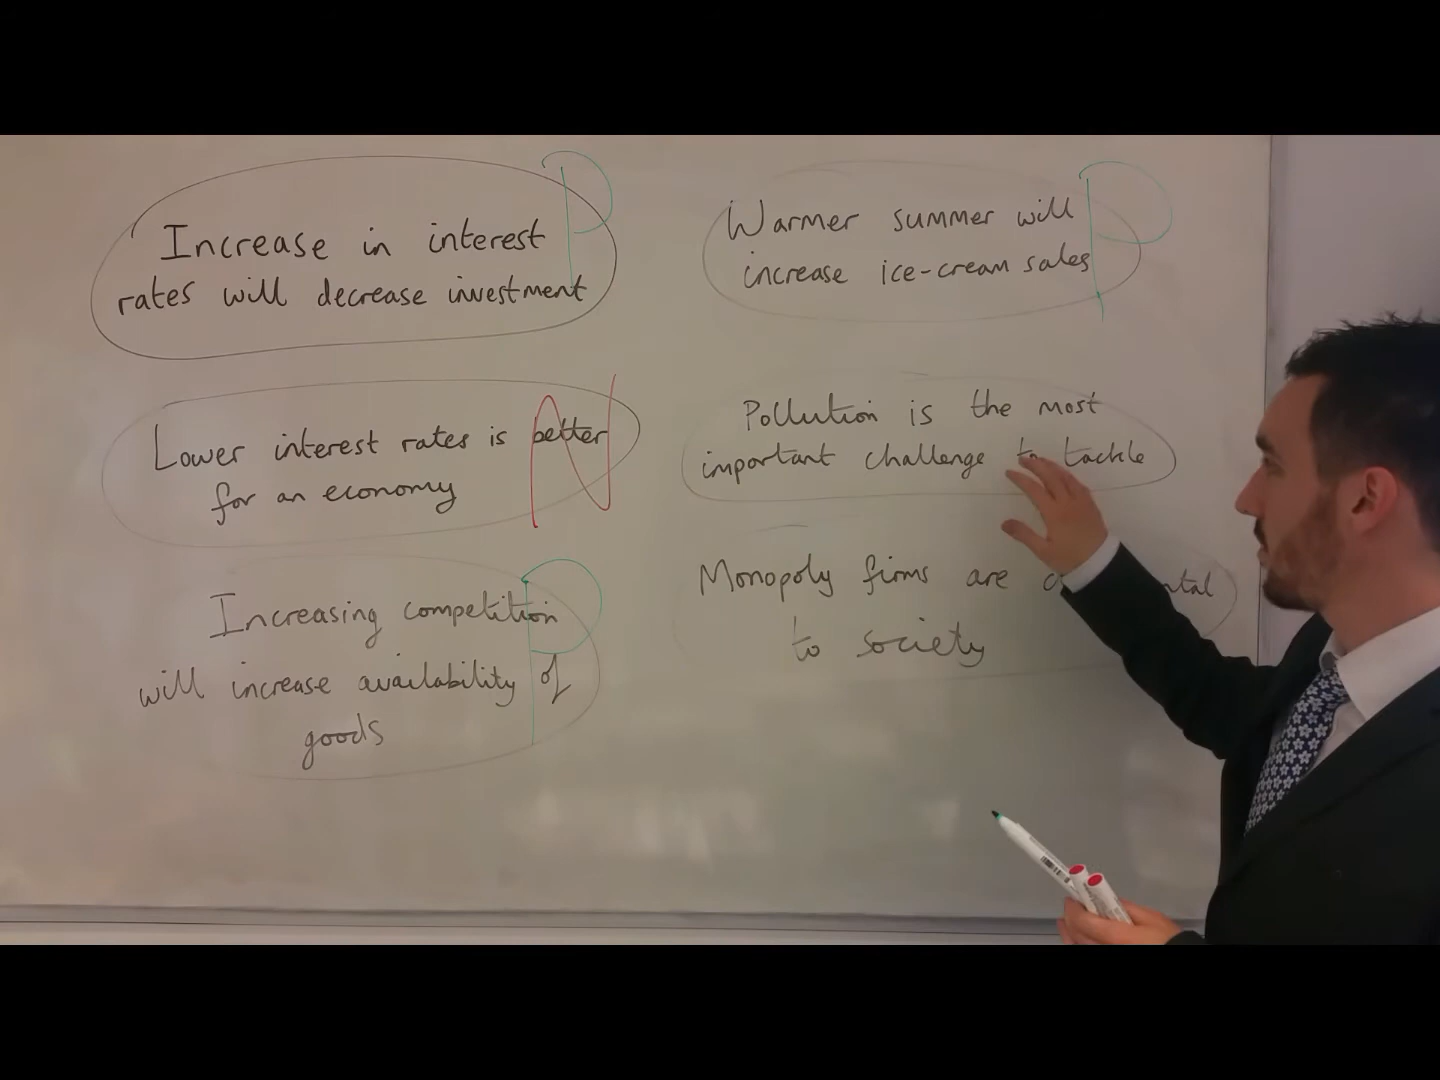 Increase in interest
rates will decrease investment
P
Lower interest rates is better
for an economy
N
Increasing competition
will increase availability of
goods
P
Warmer summer will
increase ice-cream sales
P
Pollution is the most
important challenge to tackle
Monopoly firms are
to society